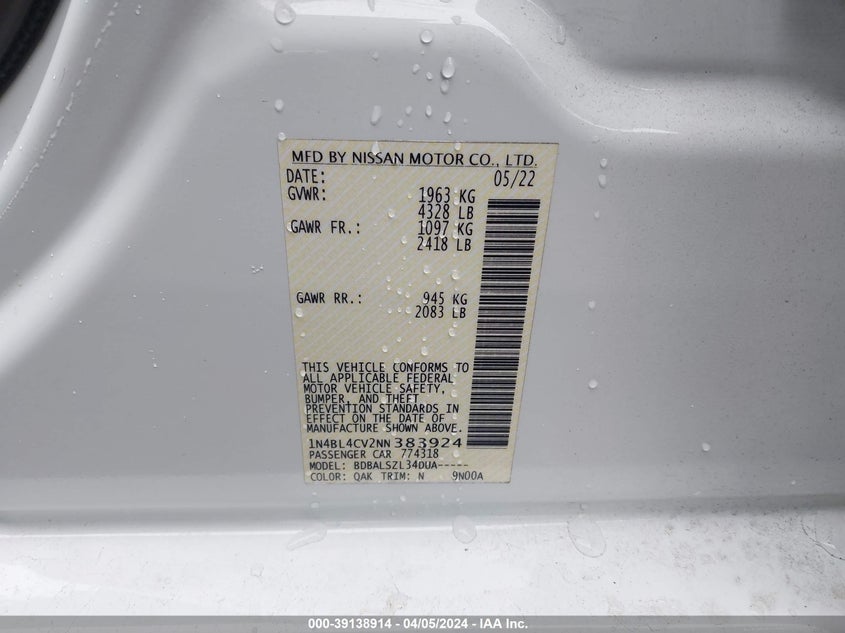 MFD BY NISSAN MOTOR CO., LTD.
DATE: 05/22
GVWR: 1963 KG
4328 LB
GAWR FR.: 1097 KG
2418 LB
GAWR RR.: 945 KG
2083 LB
THIS VEHICLE CONFORMS TO
ALL APPLICABLE FEDERAL
MOTOR VEHICLE SAFETY,
BUMPER, AND THEFT
PREVENTION STANDARDS IN
EFFECT ON THE DATE OF
MANUFACTURE SHOWN ABOVE.
1N4BL4CV2NN383924
PASSENGER CAR 774318
MODEL: BDBALSZL34DUA-----
COLOR: QAK TRIM: N 9N00A
000-39138914 - 04/05/2024 - IAA Inc.